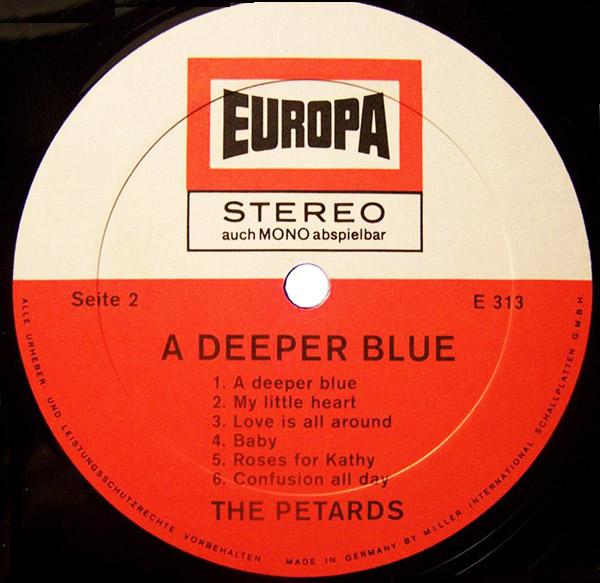 EUROPA
STEREO
auch MONO abspielbar
Seite 2
E 313
A DEEPER BLUE
1. A deeper blue
2. My little heart
3. Love is all around
4. Baby
5. Roses for Kathy
6. Confusion all day
THE PETARDS
ALLE URHEBER- UND LEISTUNGSSCHUTZRECHTE VORBEHALTEN · MADE IN GERMANY BY MILLER INTERNATIONAL SCHALLPLATTEN G.M.B.H.